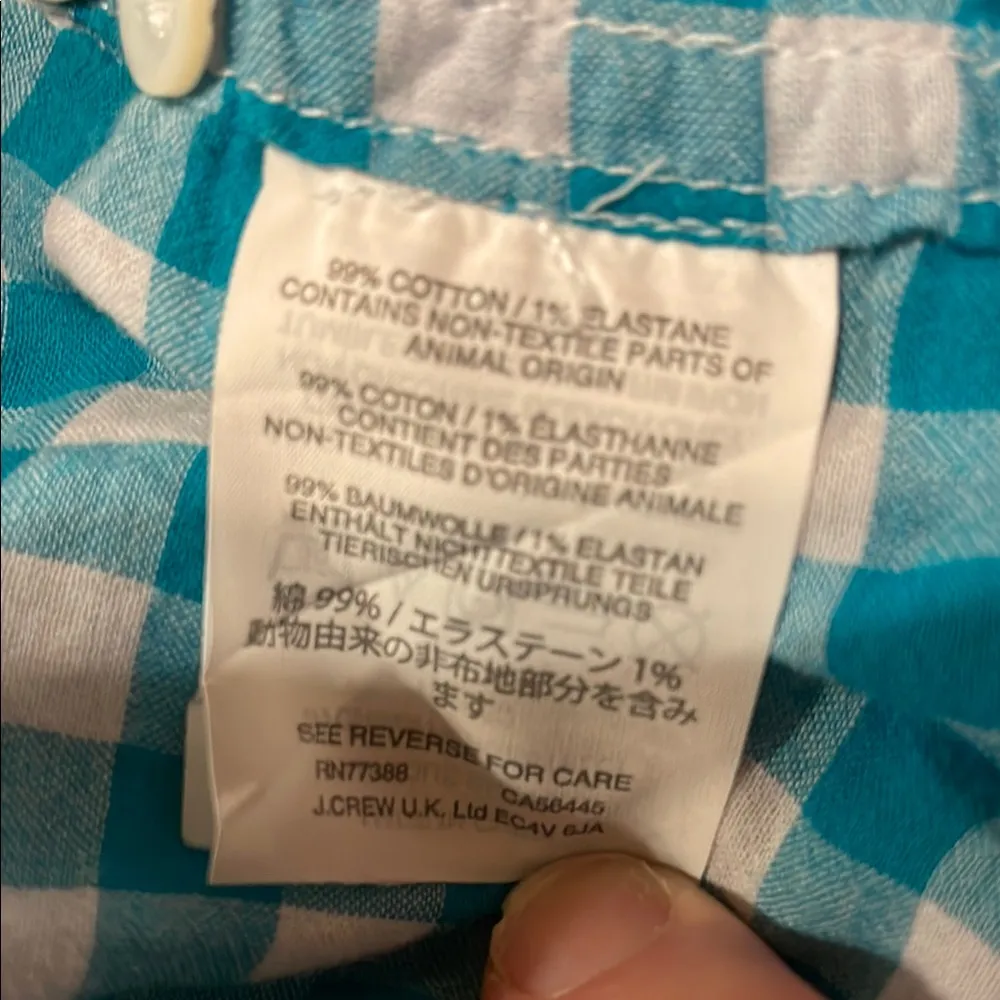 99% COTTON / 1% ELASTANE
CONTAINS NON-TEXTILE PARTS OF
ANIMAL ORIGIN
99% COTON / 1% ÉLASTHANNE
CONTIENT DES PARTIES
NON-TEXTILES D'ORIGINE ANIMALE
99% BAUMWOLLE / 1% ELASTAN
ENTHÄLT NICHTTEXTILE TEILE
TIERISCHEN URSPRUNGS
綿 99% / エラステーン 1%
動物由来の非布地部分を含み
ます
SEE REVERSE FOR CARE
RN77388 CA56445
J.CREW U.K. Ltd EC4V 6JA